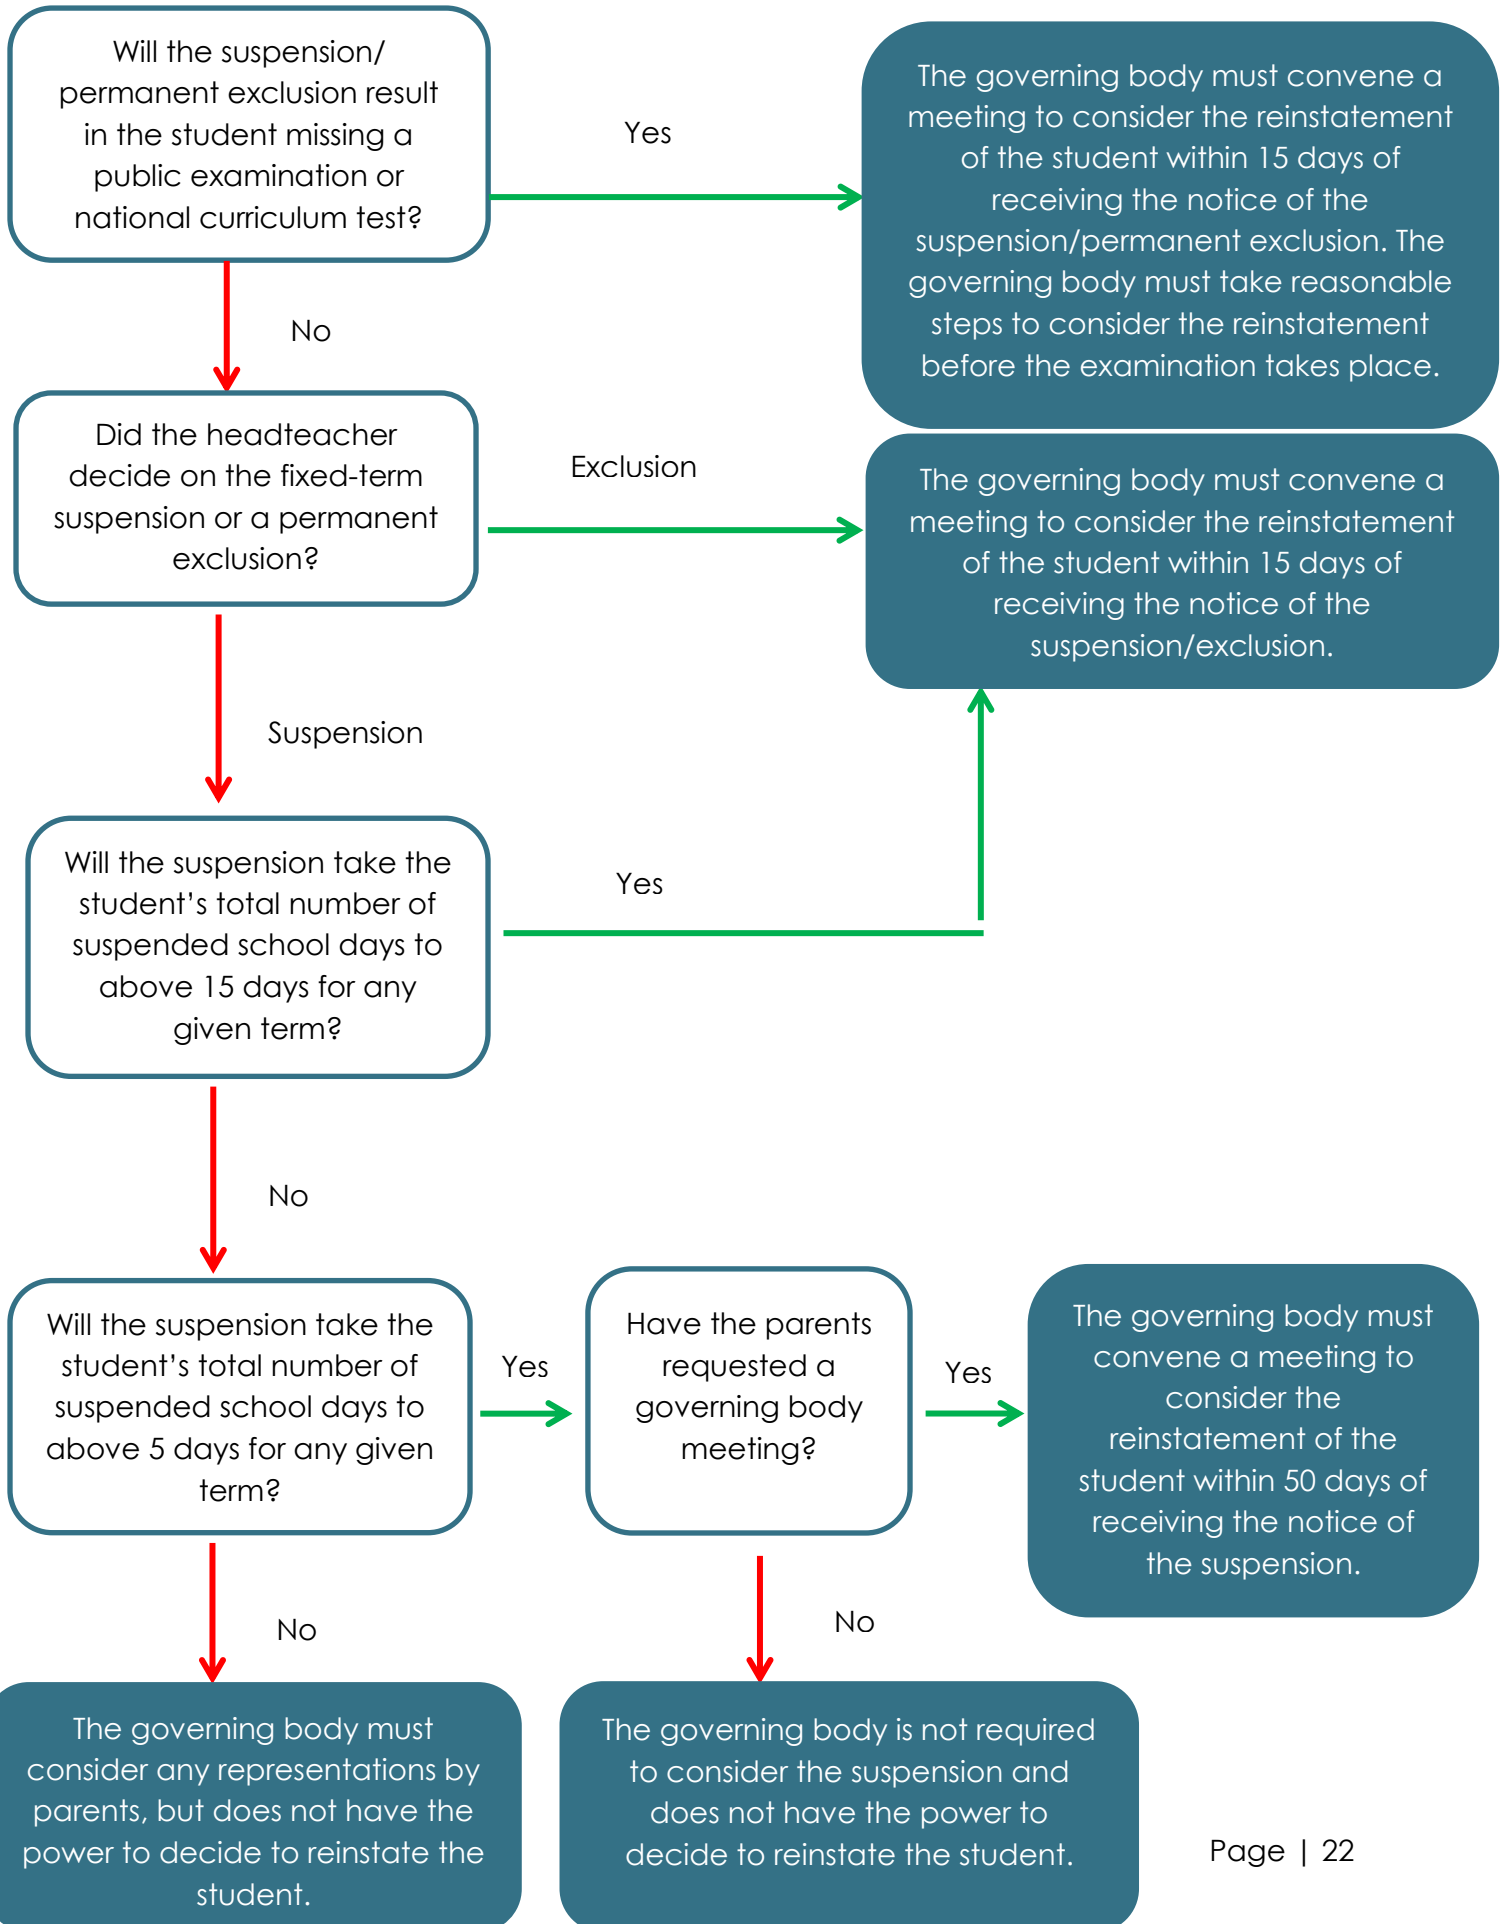 Will the suspension/
permanent exclusion result
in the student missing a
public examination or
national curriculum test?
Yes
The governing body must convene a
meeting to consider the reinstatement
of the student within 15 days of
receiving the notice of the
suspension/permanent exclusion. The
governing body must take reasonable
steps to consider the reinstatement
before the examination takes place.
No
Did the headteacher
decide on the fixed-term
suspension or a permanent
exclusion?
Exclusion
The governing body must convene a
meeting to consider the reinstatement
of the student within 15 days of
receiving the notice of the
suspension/exclusion.
Suspension
Will the suspension take the
student’s total number of
suspended school days to
above 15 days for any
given term?
Yes
No
Will the suspension take the
student’s total number of
suspended school days to
above 5 days for any given
term?
Yes
Have the parents
requested a
governing body
meeting?
Yes
The governing body must
convene a meeting to
consider the
reinstatement of the
student within 50 days of
receiving the notice of
the suspension.
No
No
The governing body must
consider any representations by
parents, but does not have the
power to decide to reinstate the
student.
The governing body is not required
to consider the suspension and
does not have the power to
decide to reinstate the student.
Page | 22